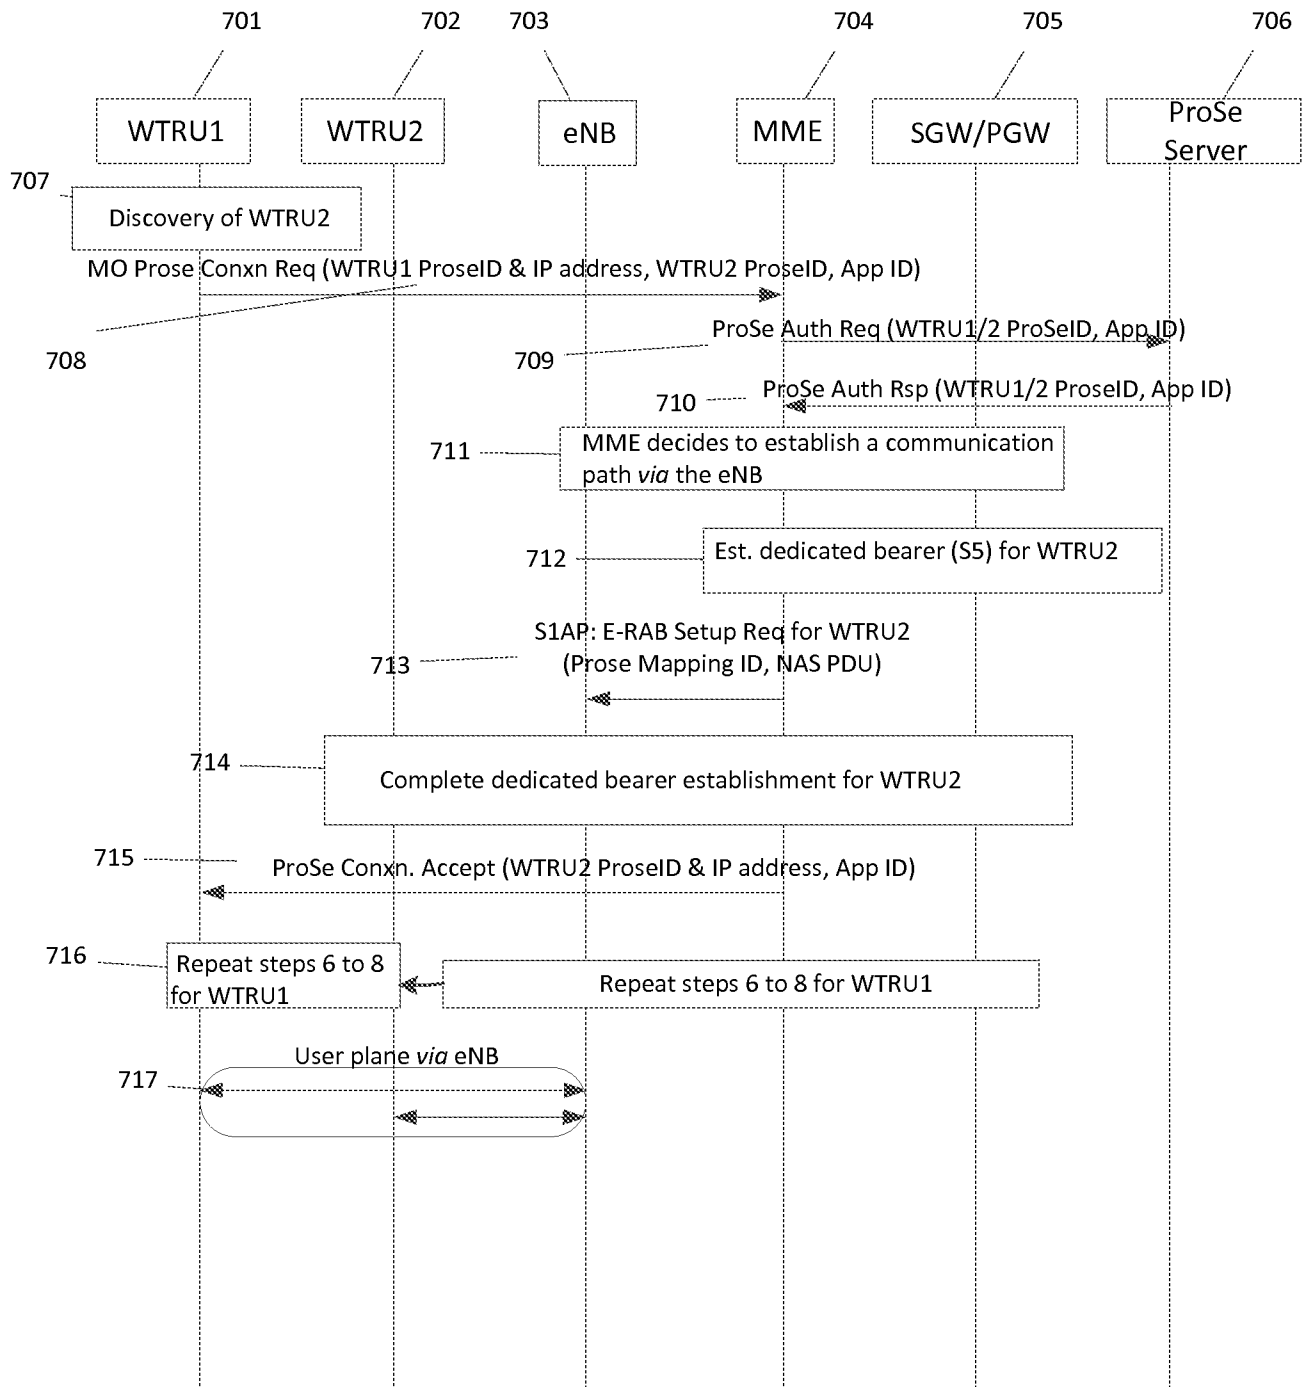 701 702 703 704 705 706
WTRU1 WTRU2 eNB MME SGW/PGW ProSe
Server
707
Discovery of WTRU2
MO Prose Conxn Req (WTRU1 ProseID & IP address, WTRU2 ProseID, App ID)
708
ProSe Auth Req (WTRU1/2 ProSeID, App ID)
709
ProSe Auth Rsp (WTRU1/2 ProseID, App ID)
710
711
MME decides to establish a communication
path via the eNB
712
Est. dedicated bearer (S5) for WTRU2
S1AP: E-RAB Setup Req for WTRU2
713
(Prose Mapping ID, NAS PDU)
714
Complete dedicated bearer establishment for WTRU2
715
ProSe Conxn. Accept (WTRU2 ProseID & IP address, App ID)
716
Repeat steps 6 to 8
for WTRU1
Repeat steps 6 to 8 for WTRU1
User plane via eNB
717